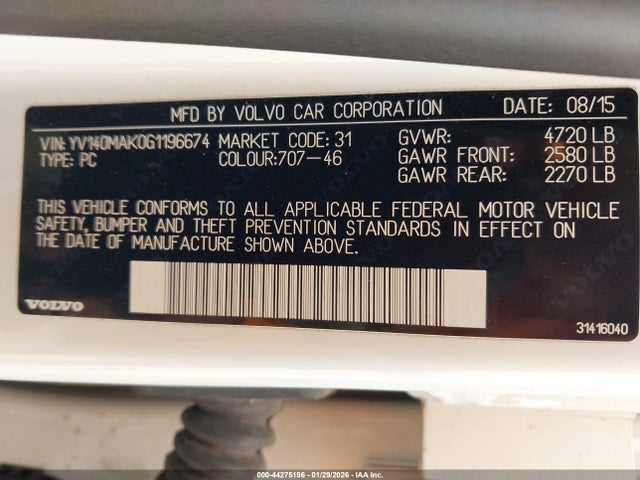 MFD BY VOLVO CAR CORPORATION DATE: 08/15
VIN: YV140MAK0G1196674 MARKET CODE: 31 GVWR: 4720 LB
TYPE: PC COLOUR:707-46 GAWR FRONT: 2580 LB
GAWR REAR: 2270 LB
THIS VEHICLE CONFORMS TO ALL APPLICABLE FEDERAL MOTOR VEHICLE
SAFETY, BUMPER AND THEFT PREVENTION STANDARDS IN EFFECT ON
THE DATE OF MANUFACTURE SHOWN ABOVE.
VOLVO
31416040
000-44275196 - 01/29/2026 - IAA Inc.